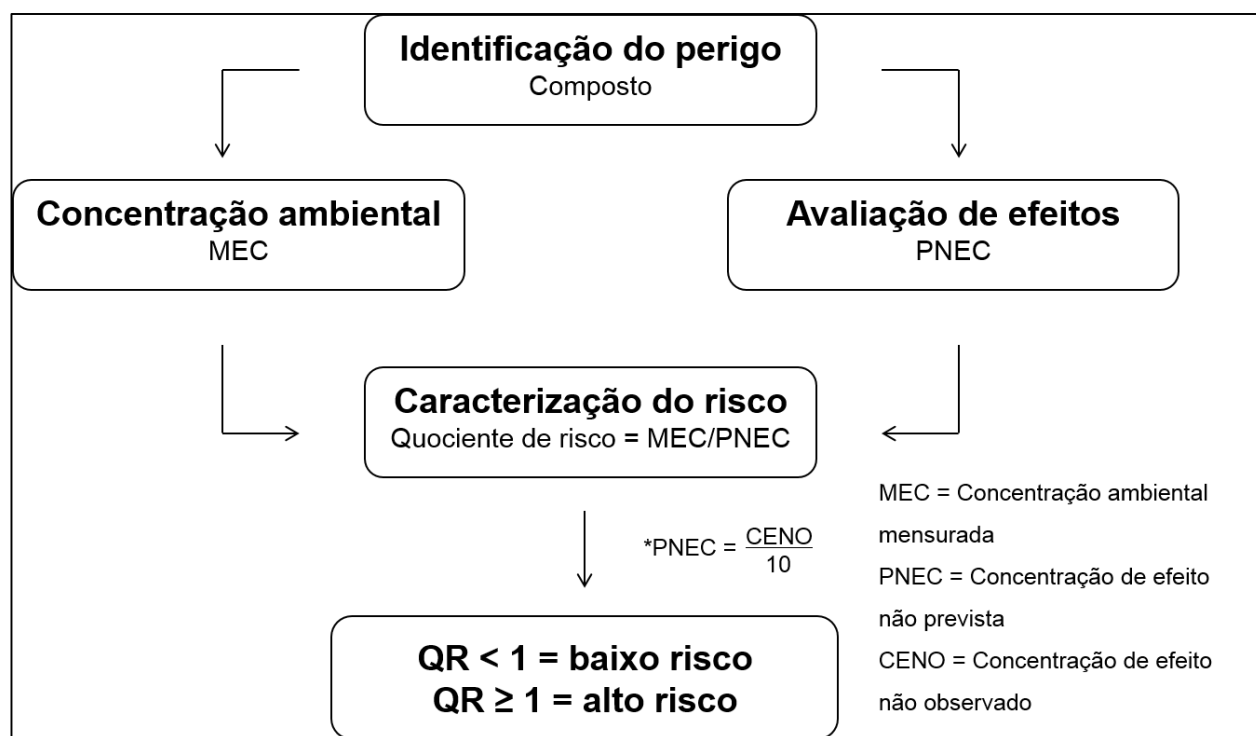 Identificação do perigo
Composto
Concentração ambiental
MEC
Avaliação de efeitos
PNEC
Caracterização do risco
Quociente de risco = MEC/PNEC
*PNEC = CENO
10
QR < 1 = baixo risco
QR ≥ 1 = alto risco
MEC = Concentração ambiental
mensurada
PNEC = Concentração de efeito
não prevista
CENO = Concentração de efeito
não observado